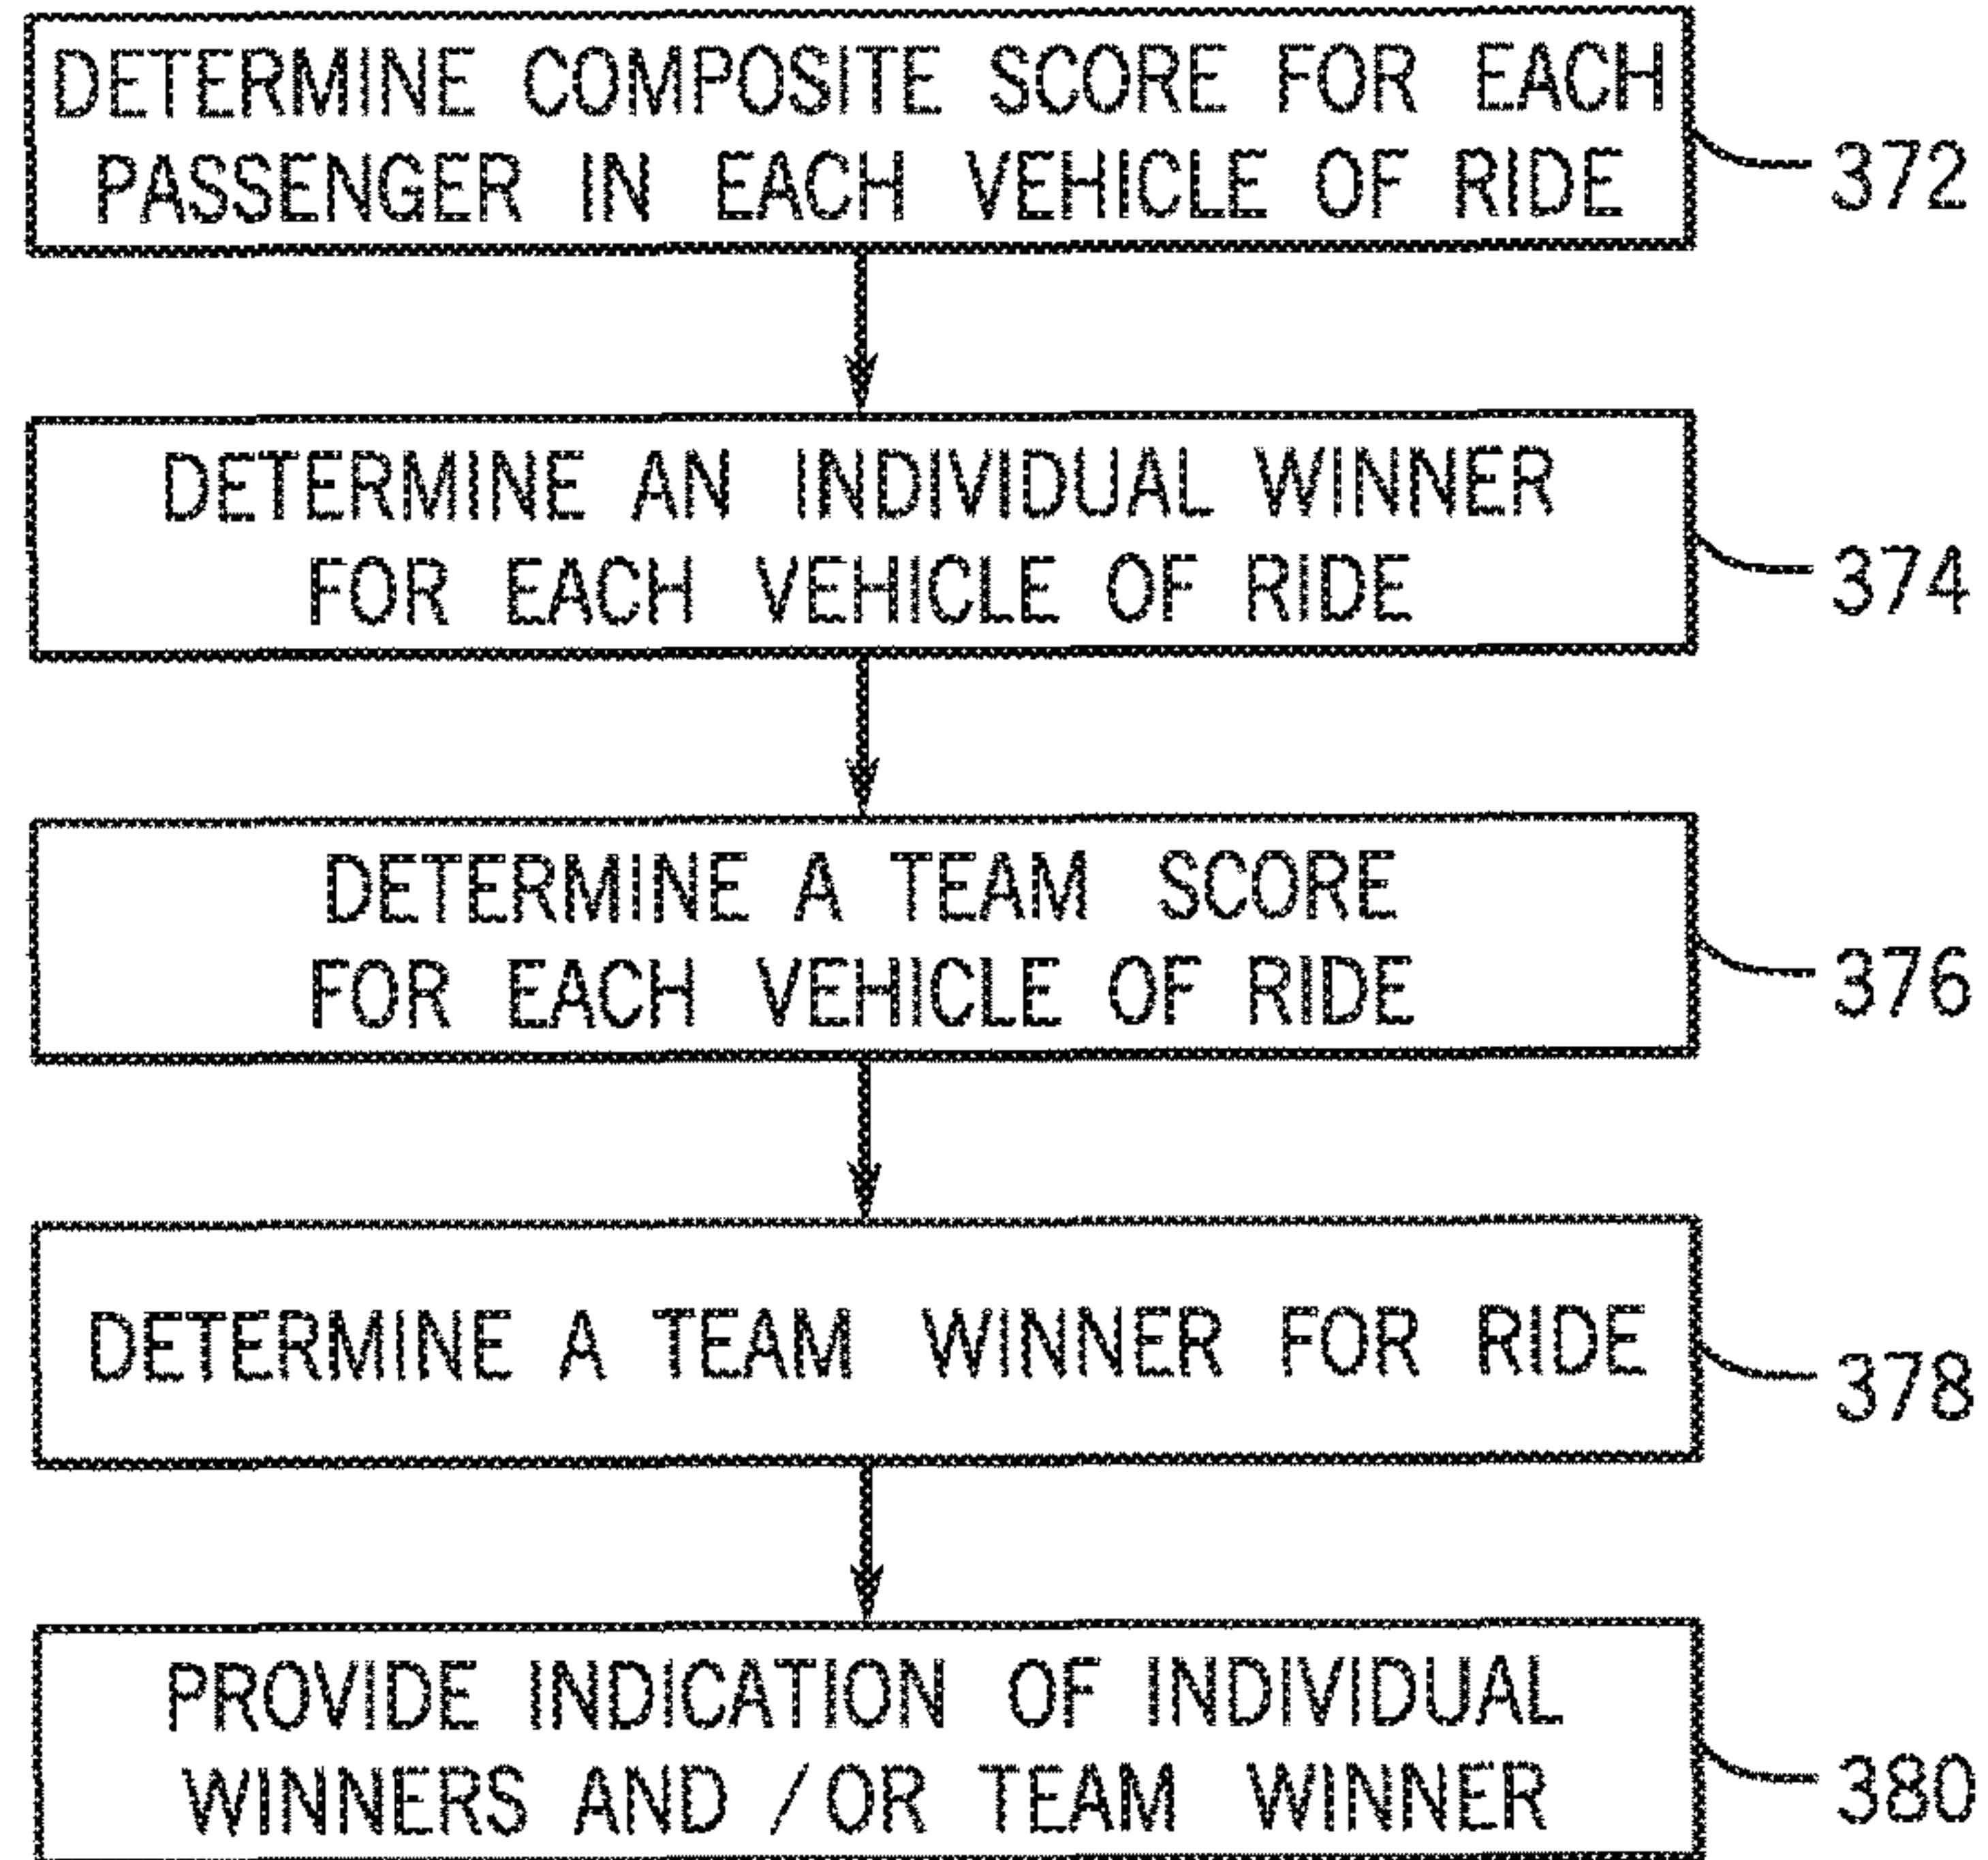 DETERMINE COMPOSITE SCORE FOR EACH
PASSENGER IN EACH VEHICLE OF RIDE
372
DETERMINE AN INDIVIDUAL WINNER
FOR EACH VEHICLE OF RIDE
374
DETERMINE A TEAM SCORE
FOR EACH VEHICLE OF RIDE
376
DETERMINE A TEAM WINNER FOR RIDE
378
PROVIDE INDICATION OF INDIVIDUAL
WINNERS AND /OR TEAM WINNER
380